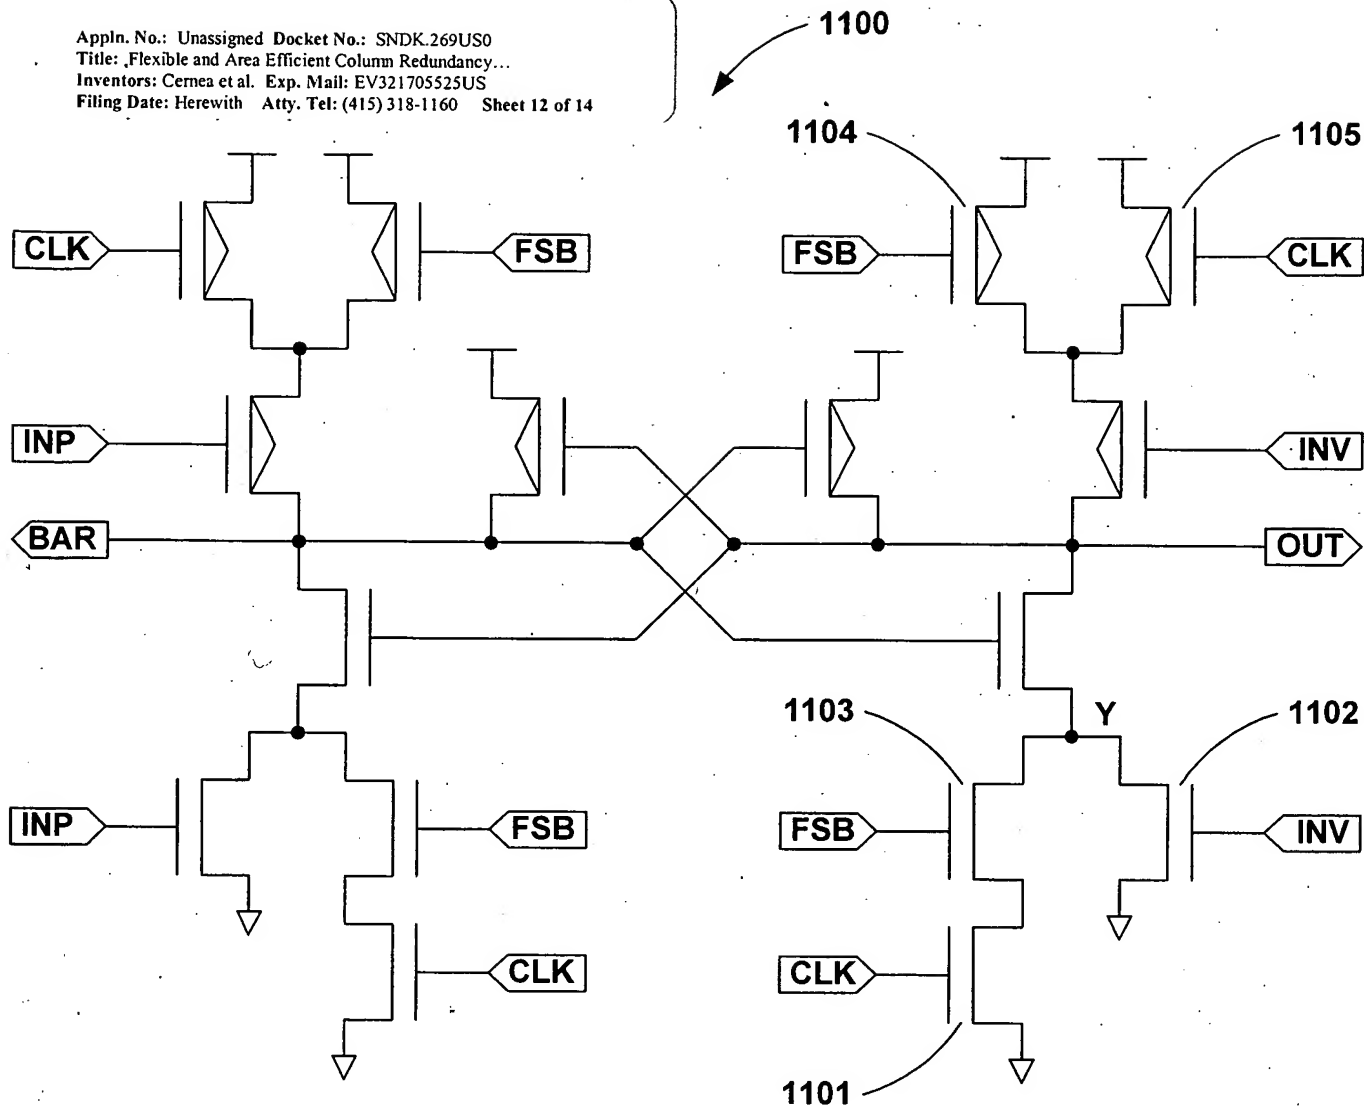 Appln. No.: Unassigned Docket No.: SNDK.269US0
Title: Flexible and Area Efficient Column Redundancy...
Inventors: Cernea et al. Exp. Mail: EV321705525US
Filing Date: Herewith Atty. Tel: (415) 318-1160 Sheet 12 of 14
1100
1104
1105
CLK
FSB
FSB
CLK
INP
INV
BAR
OUT
1103
Y
1102
INP
FSB
FSB
INV
CLK
CLK
1101